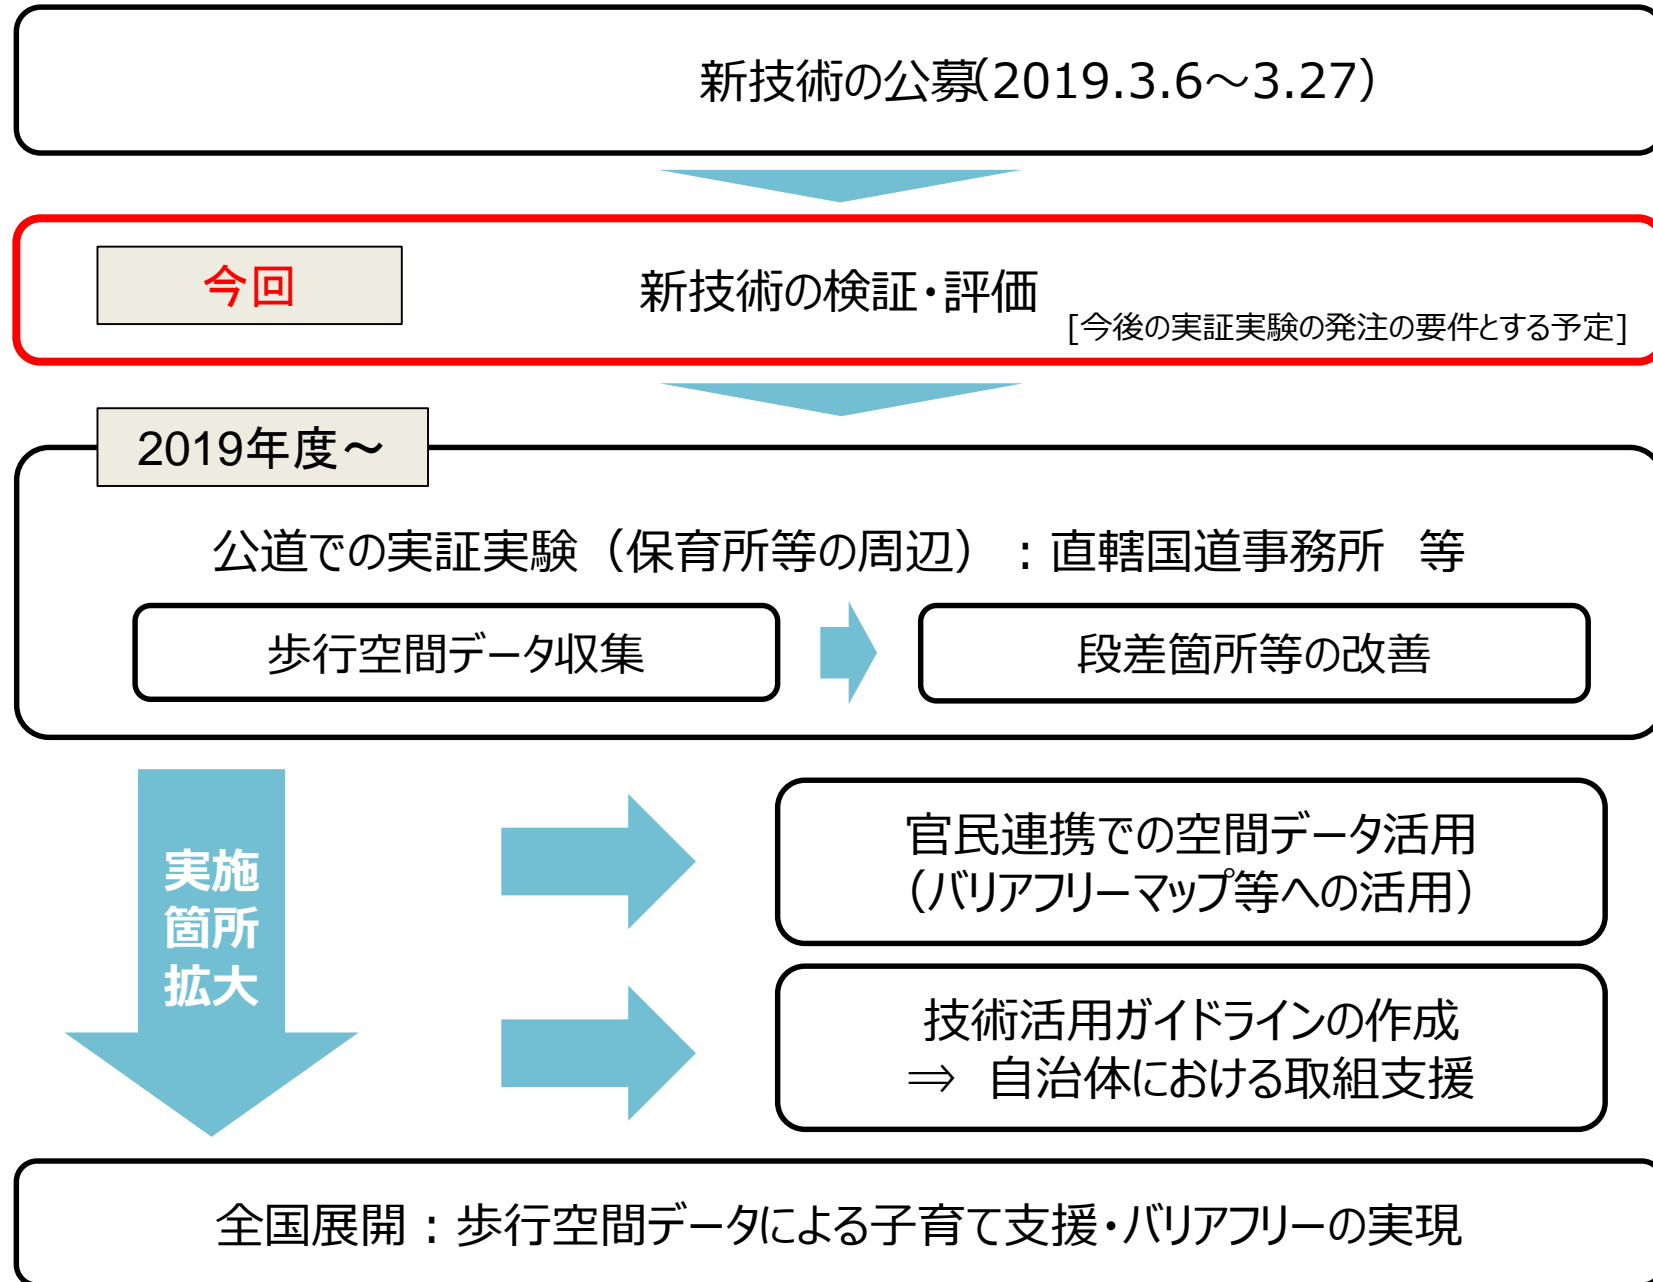 新技術の公募(2019.3.6～3.27)
今回
新技術の検証・評価
[今後の実証実験の発注の要件とする予定]
2019年度～
公道での実証実験（保育所等の周辺）：直轄国道事務所　等
歩行空間データ収集
段差箇所等の改善
実施
箇所
拡大
官民連携での空間データ活用
（バリアフリーマップ等への活用）
技術活用ガイドラインの作成
⇒　自治体における取組支援
全国展開：歩行空間データによる子育て支援・バリアフリーの実現